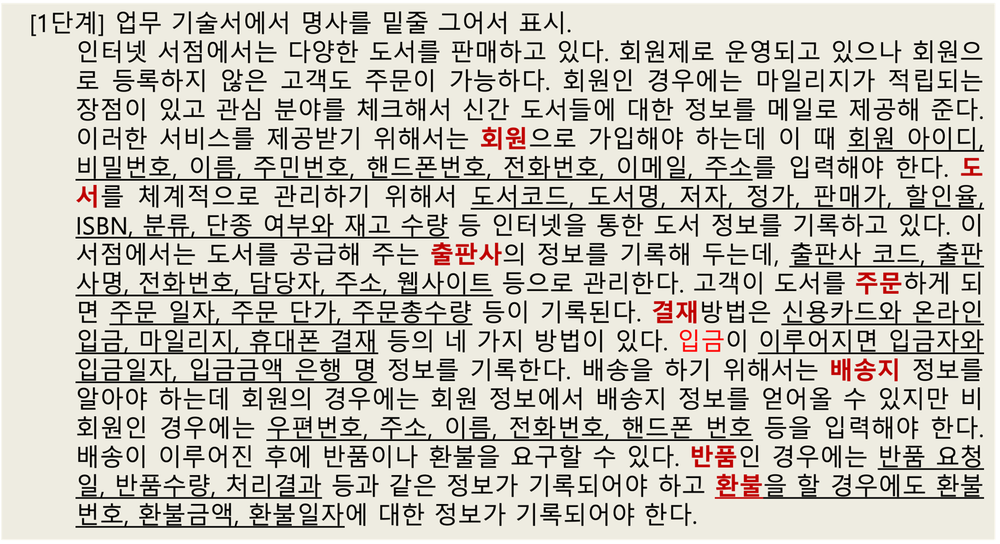 [1단계] 업무 기술서에서 명사를 밑줄 그어서 표시.
인터넷 서점에서는 다양한 도서를 판매하고 있다. 회원제로 운영되고 있으나 회원으
로 등록하지 않은 고객도 주문이 가능하다. 회원인 경우에는 마일리지가 적립되는
장점이 있고 관심 분야를 체크해서 신간 도서들에 대한 정보를 메일로 제공해 준다.
이러한 서비스를 제공받기 위해서는 회원으로 가입해야 하는데 이 때 회원 아이디,
비밀번호, 이름, 주민번호, 핸드폰번호, 전화번호, 이메일, 주소를 입력해야 한다. 도
서를 체계적으로 관리하기 위해서 도서코드, 도서명, 저자, 정가, 판매가, 할인율,
ISBN, 분류, 단종 여부와 재고 수량 등 인터넷을 통한 도서 정보를 기록하고 있다. 이
서점에서는 도서를 공급해 주는 출판사의 정보를 기록해 두는데, 출판사 코드, 출판
사명, 전화번호, 담당자, 주소, 웹사이트 등으로 관리한다. 고객이 도서를 주문하게 되
면 주문 일자, 주문 단가, 주문총수량 등이 기록된다. 결재방법은 신용카드와 온라인
입금, 마일리지, 휴대폰 결재 등의 네 가지 방법이 있다. 입금이 이루어지면 입금자와
입금일자, 입금금액 은행 명 정보를 기록한다. 배송을 하기 위해서는 배송지 정보를
알아야 하는데 회원의 경우에는 회원 정보에서 배송지 정보를 얻어올 수 있지만 비
회원인 경우에는 우편번호, 주소, 이름, 전화번호, 핸드폰 번호 등을 입력해야 한다.
배송이 이루어진 후에 반품이나 환불을 요구할 수 있다. 반품인 경우에는 반품 요청
일, 반품수량, 처리결과 등과 같은 정보가 기록되어야 하고 환불을 할 경우에도 환불
번호, 환불금액, 환불일자에 대한 정보가 기록되어야 한다.